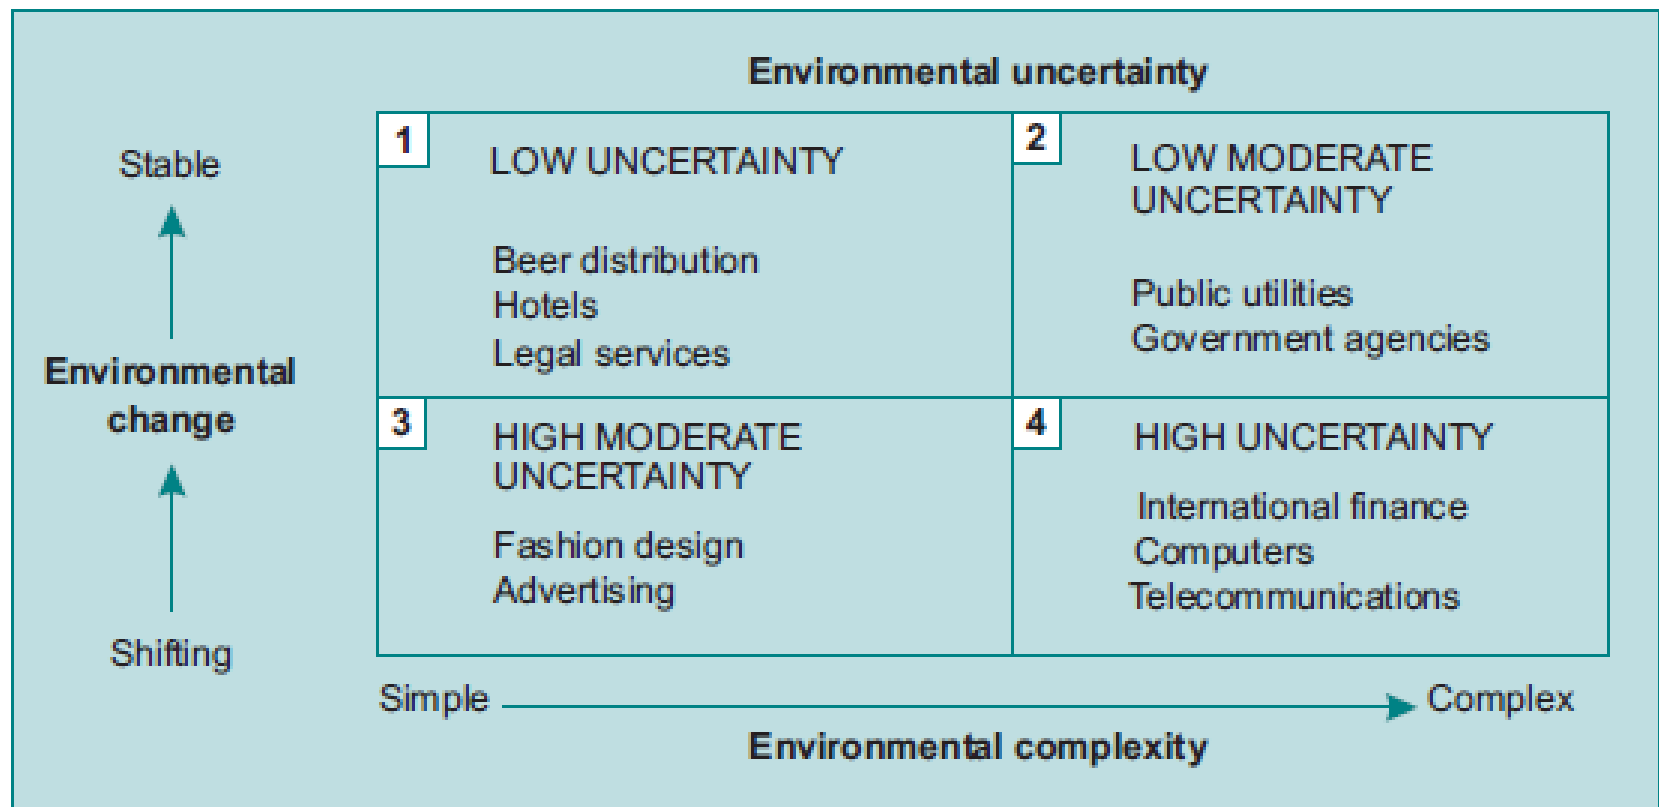 Environmental uncertainty
Stable
Environmental
change
Shifting
1
LOW UNCERTAINTY
Beer distribution
Hotels
Legal services
2
LOW MODERATE
UNCERTAINTY
Public utilities
Government agencies
3
HIGH MODERATE
UNCERTAINTY
Fashion design
Advertising
4
HIGH UNCERTAINTY
International finance
Computers
Telecommunications
Simple
Complex
Environmental complexity